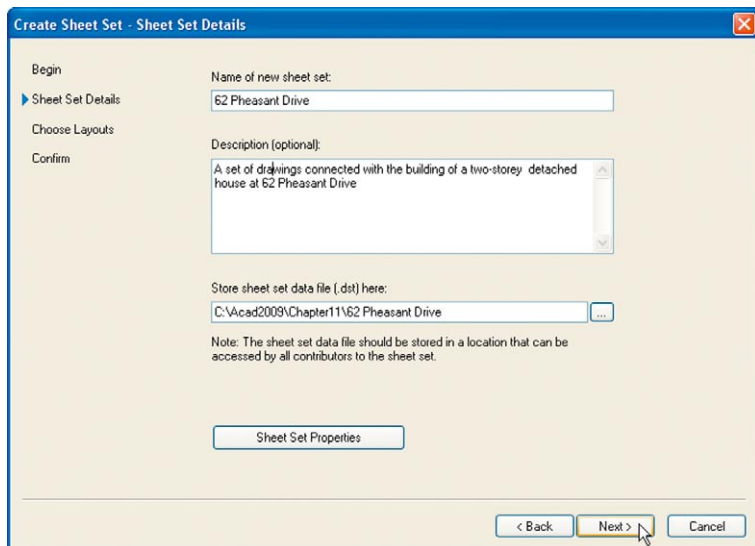 Create Sheet Set - Sheet Set Details
Begin
Sheet Set Details
Choose Layouts
Confirm
Name of new sheet set:
62 Pheasant Drive
Description (optional):
A set of drawings connected with the building of a two-storey detached
house at 62 Pheasant Drive
Store sheet set data file (.dst) here:
C:\Acad2009\Chapter11\62 Pheasant Drive
...
Note: The sheet set data file should be stored in a location that can be
accessed by all contributors to the sheet set.
Sheet Set Properties
< Back
Next >
Cancel